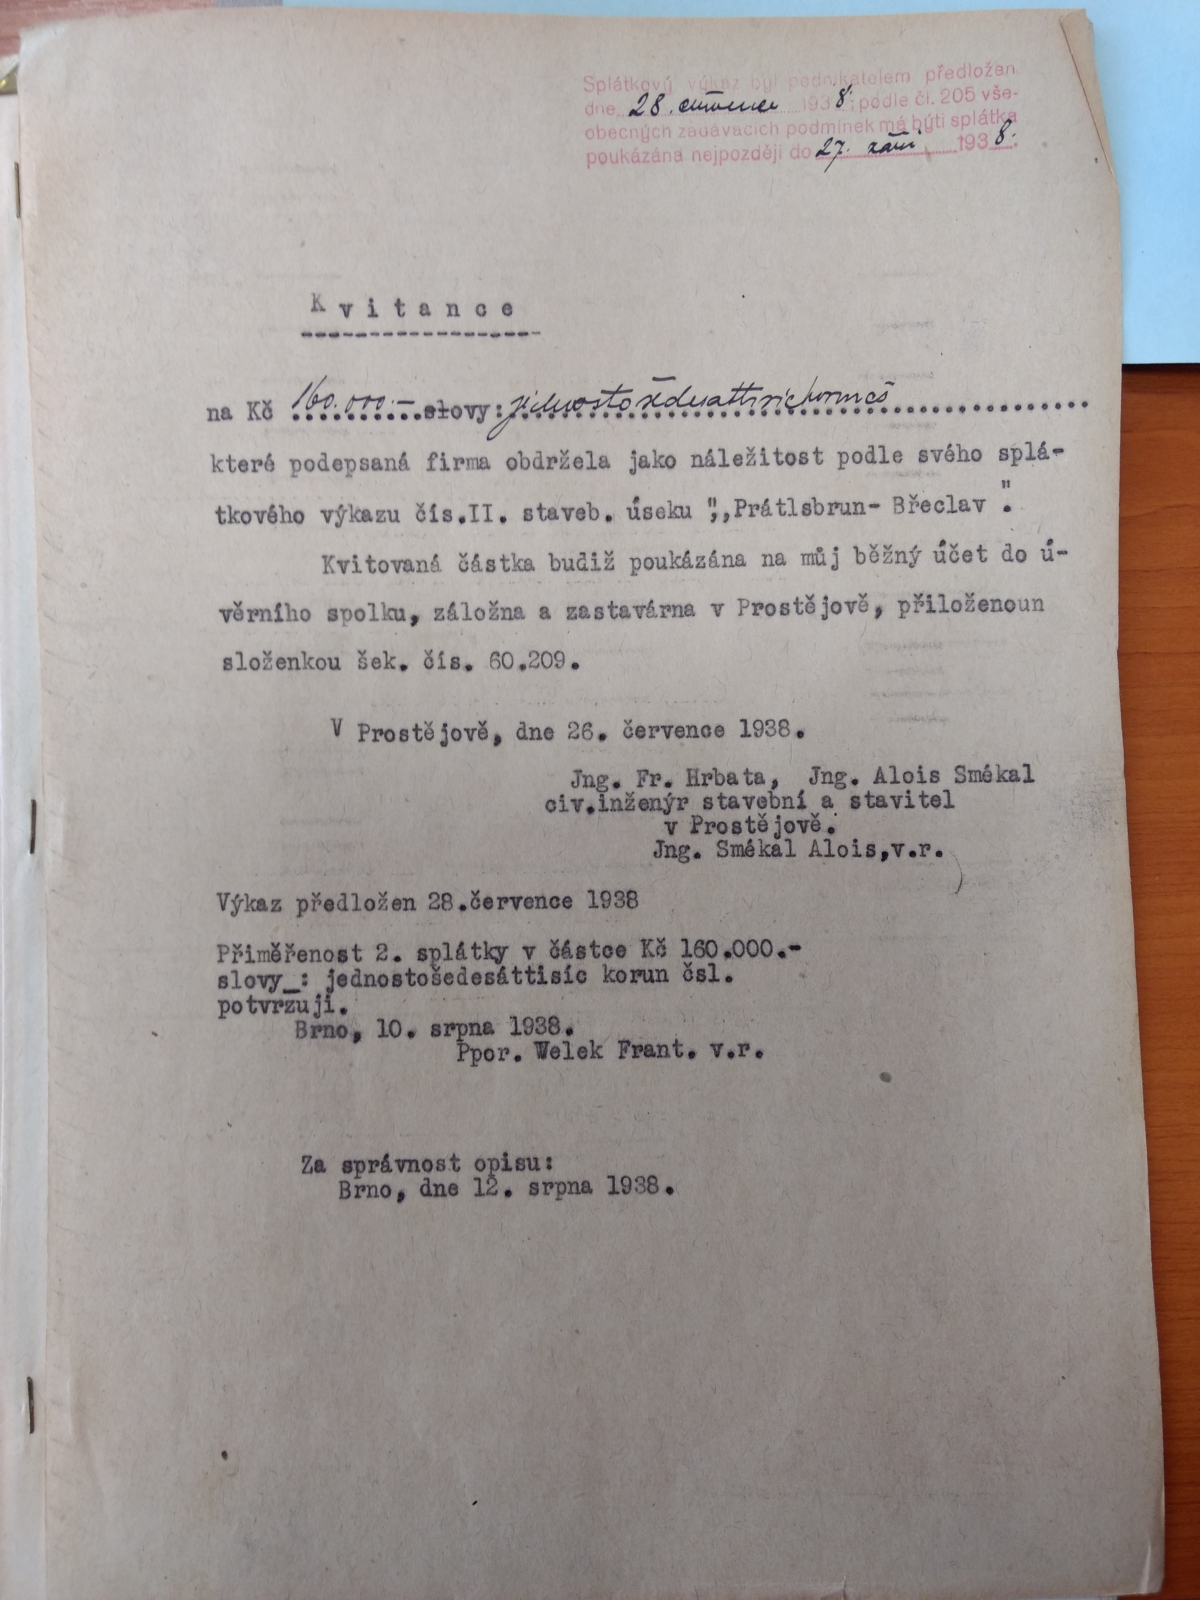 Splátkový výkaz byl podnikatelem předložen
dne 28. července 1938; podle čl. 205 vše-
obecných zadávacích podmínek má býti splátka
poukázána nejpozději do 27. září 1938.
Kvitance
na Kč 160.000.- slovy: jednostošedesáttisíc korun čs
které podepsaná firma obdržela jako náležitost podle svého splá-
tkového výkazu čís.II. staveb. úseku ",,Prátlsbrun- Břeclav ".
Kvitovaná částka budiž poukázána na můj běžný účet do ú-
věrního spolku, záložna a zastavárna v Prostějově, přiloženoun
složenkou šek. čís. 60.209.
V Prostějově, dne 26. července 1938.
Jng. Fr. Hrbata, Jng. Alois Smékal
civ.inženýr stavební a stavitel
v Prostějově.
Jng. Smékal Alois,v.r.
Výkaz předložen 28.července 1938
Přiměřenost 2. splátky v částce Kč 160.000.-
slovy_: jednostošedesáttisíc korun čsl.
potvrzuji.
Brno, 10. srpna 1938.
Ppor. Welek Frant. v.r.
Za správnost opisu:
Brno, dne 12. srpna 1938.